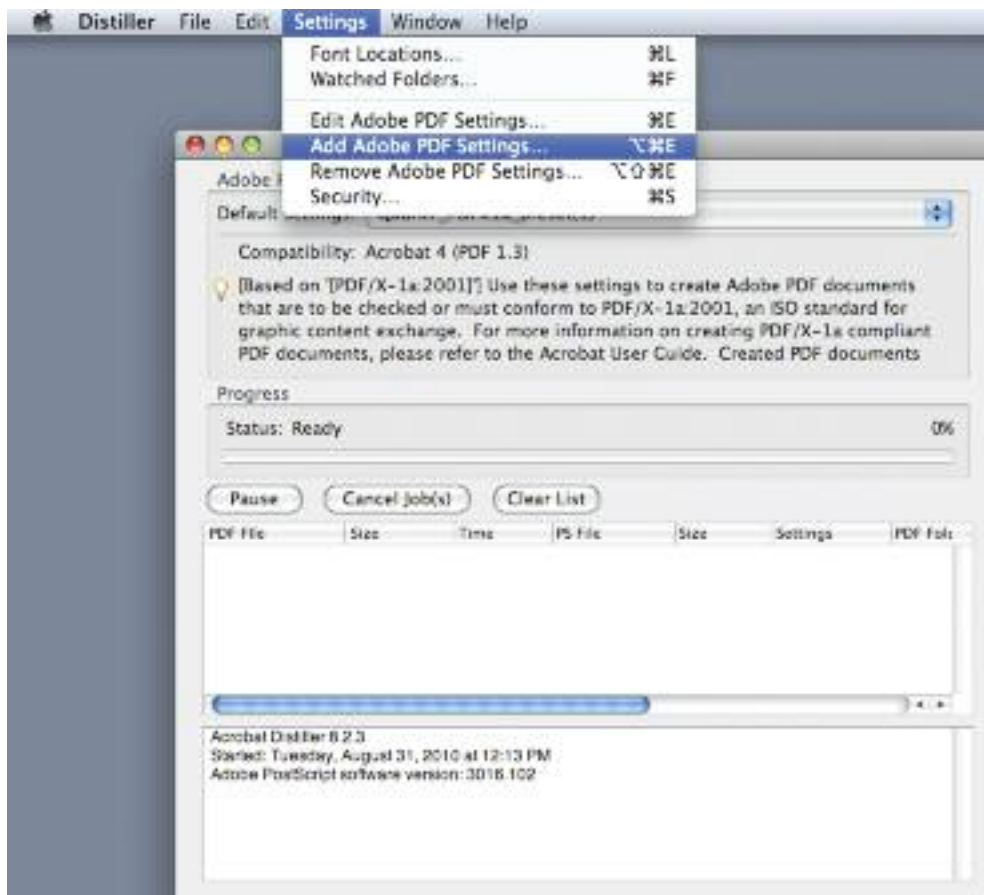 Distiller File Edit Settings Window Help
Font Locations... ⌘L
Watched Folders... ⌘F
Edit Adobe PDF Settings... ⌘E
Add Adobe PDF Settings... ⌥⌘E
Remove Adobe PDF Settings... ⌥⇧⌘E
Security... ⌘S
Adobe
Default
Compatibility: Acrobat 4 (PDF 1.3)
[Based on '[PDF/X-1a:2001]'] Use these settings to create Adobe PDF documents
that are to be checked or must conform to PDF/X-1a:2001, an ISO standard for
graphic content exchange. For more information on creating PDF/X-1a compliant
PDF documents, please refer to the Acrobat User Guide. Created PDF documents
Progress
Status: Ready 0%
Pause Cancel Job(s) Clear List
PDF File Size Time PS File Size Settings PDF Fol
Acrobat Distiller 8.2.3
Started: Tuesday, August 31, 2010 at 12:13 PM
Adobe PostScript software version: 3016.102